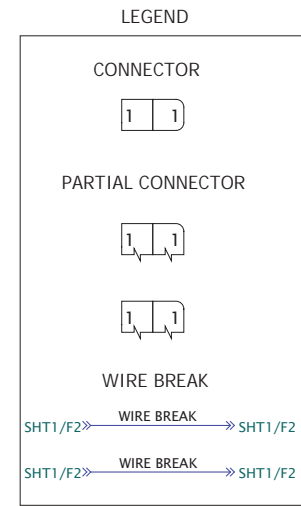 LEGEND
CONNECTOR
1 1
PARTIAL CONNECTOR
1 1
1 1
WIRE BREAK
SHT1/F2 WIRE BREAK SHT1/F2
SHT1/F2 WIRE BREAK SHT1/F2